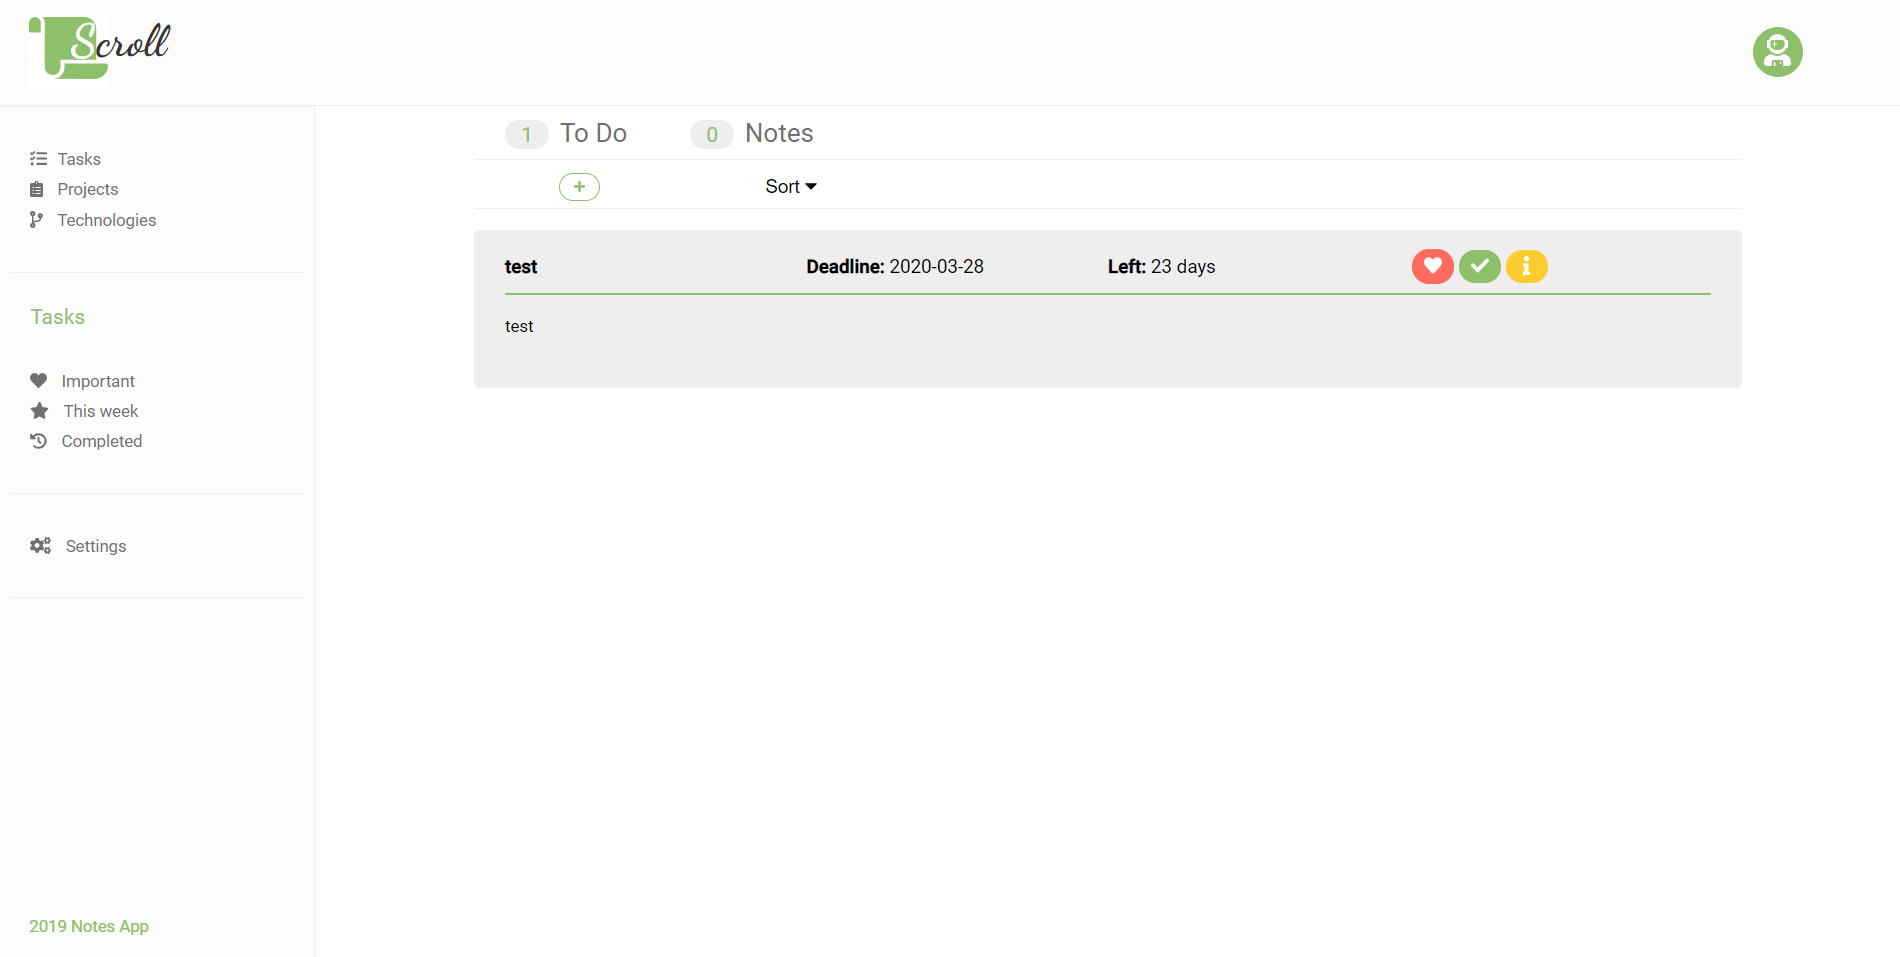 Scroll
Tasks
Projects
Technologies
Tasks
Important
This week
Completed
Settings
2019 Notes App
1 To Do 0 Notes
+ Sort
test Deadline: 2020-03-28 Left: 23 days
test